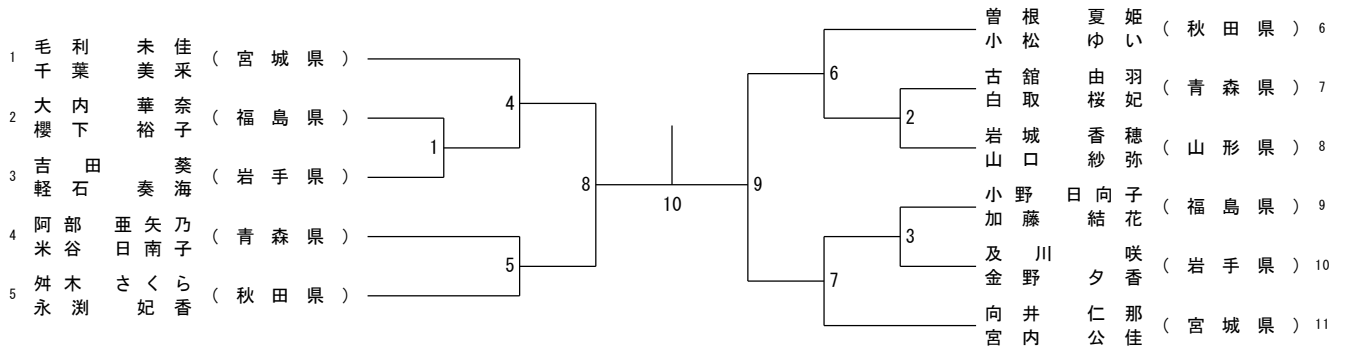 1 毛利 未佳 (宮城県)
千葉 美采
2 大内 華奈 (福島県)
櫻下 裕子
3 吉田 葵 (岩手県)
軽石 奏海
4 阿部 亜矢乃 (青森県)
米谷 日南子
5 舛木 さくら (秋田県)
永渕 妃香
1
4
5
8
10
9
6
2
3
7
曽根 夏姫 (秋田県) 6
小松 ゆい
古舘 由羽 (青森県) 7
白取 桜妃
岩城 香穂 (山形県) 8
山口 紗弥
小野 日向子 (福島県) 9
加藤 結花
及川 咲 (岩手県) 10
金野 夕香
向井 仁那 (宮城県) 11
宮内 公佳